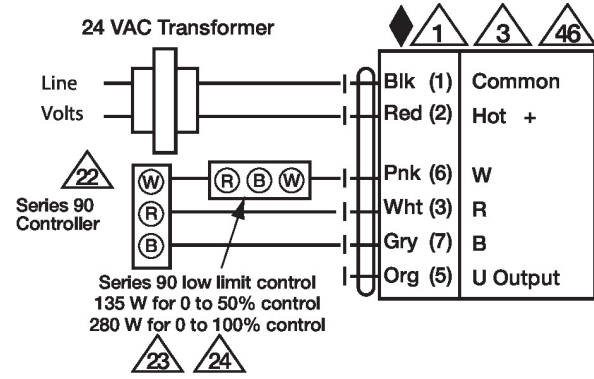 24 VAC Transformer
1 3 46
Line
Volts
Blk (1) Common
Red (2) Hot +
22
Series 90
Controller
W R B W Pnk (6) W
R Wht (3) R
B Gry (7) B
Org (5) U Output
Series 90 low limit control
135 W for 0 to 50% control
280 W for 0 to 100% control
23 24